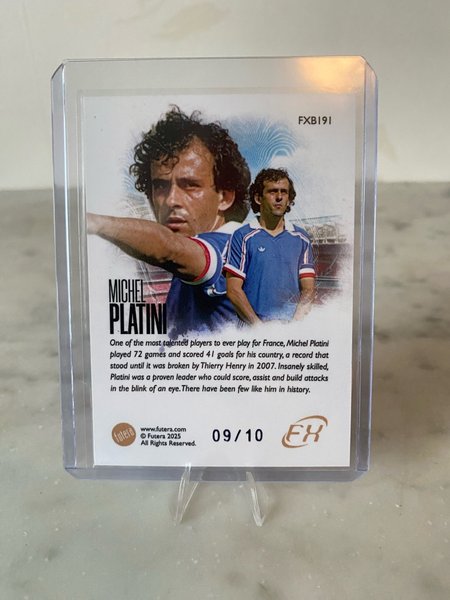 FXB191
MICHEL
PLATINI
One of the most talented players to ever play for France, Michel Platini
played 72 games and scored 41 goals for his country, a record that
stood until it was broken by Thierry Henry in 2007. Insanely skilled,
Platini was a proven leader who could score, assist and build attacks
in the blink of an eye. There have been few like him in history.
futera
www.futera.com
© Futera 2025
All Rights Reserved.
09/10
FX